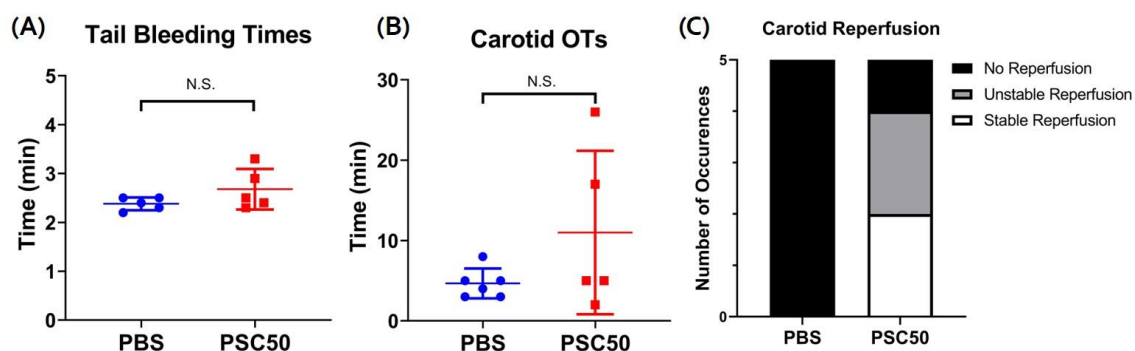 (A)
Tail Bleeding Times
N.S.
Time (min)
5
4
3
2
1
0
PBS
PSC50
(B)
Carotid OTs
N.S.
Time (min)
30
20
10
0
PBS
PSC50
(C)
Carotid Reperfusion
Number of Occurences
5
0
PBS
PSC50
No Reperfusion
Unstable Reperfusion
Stable Reperfusion